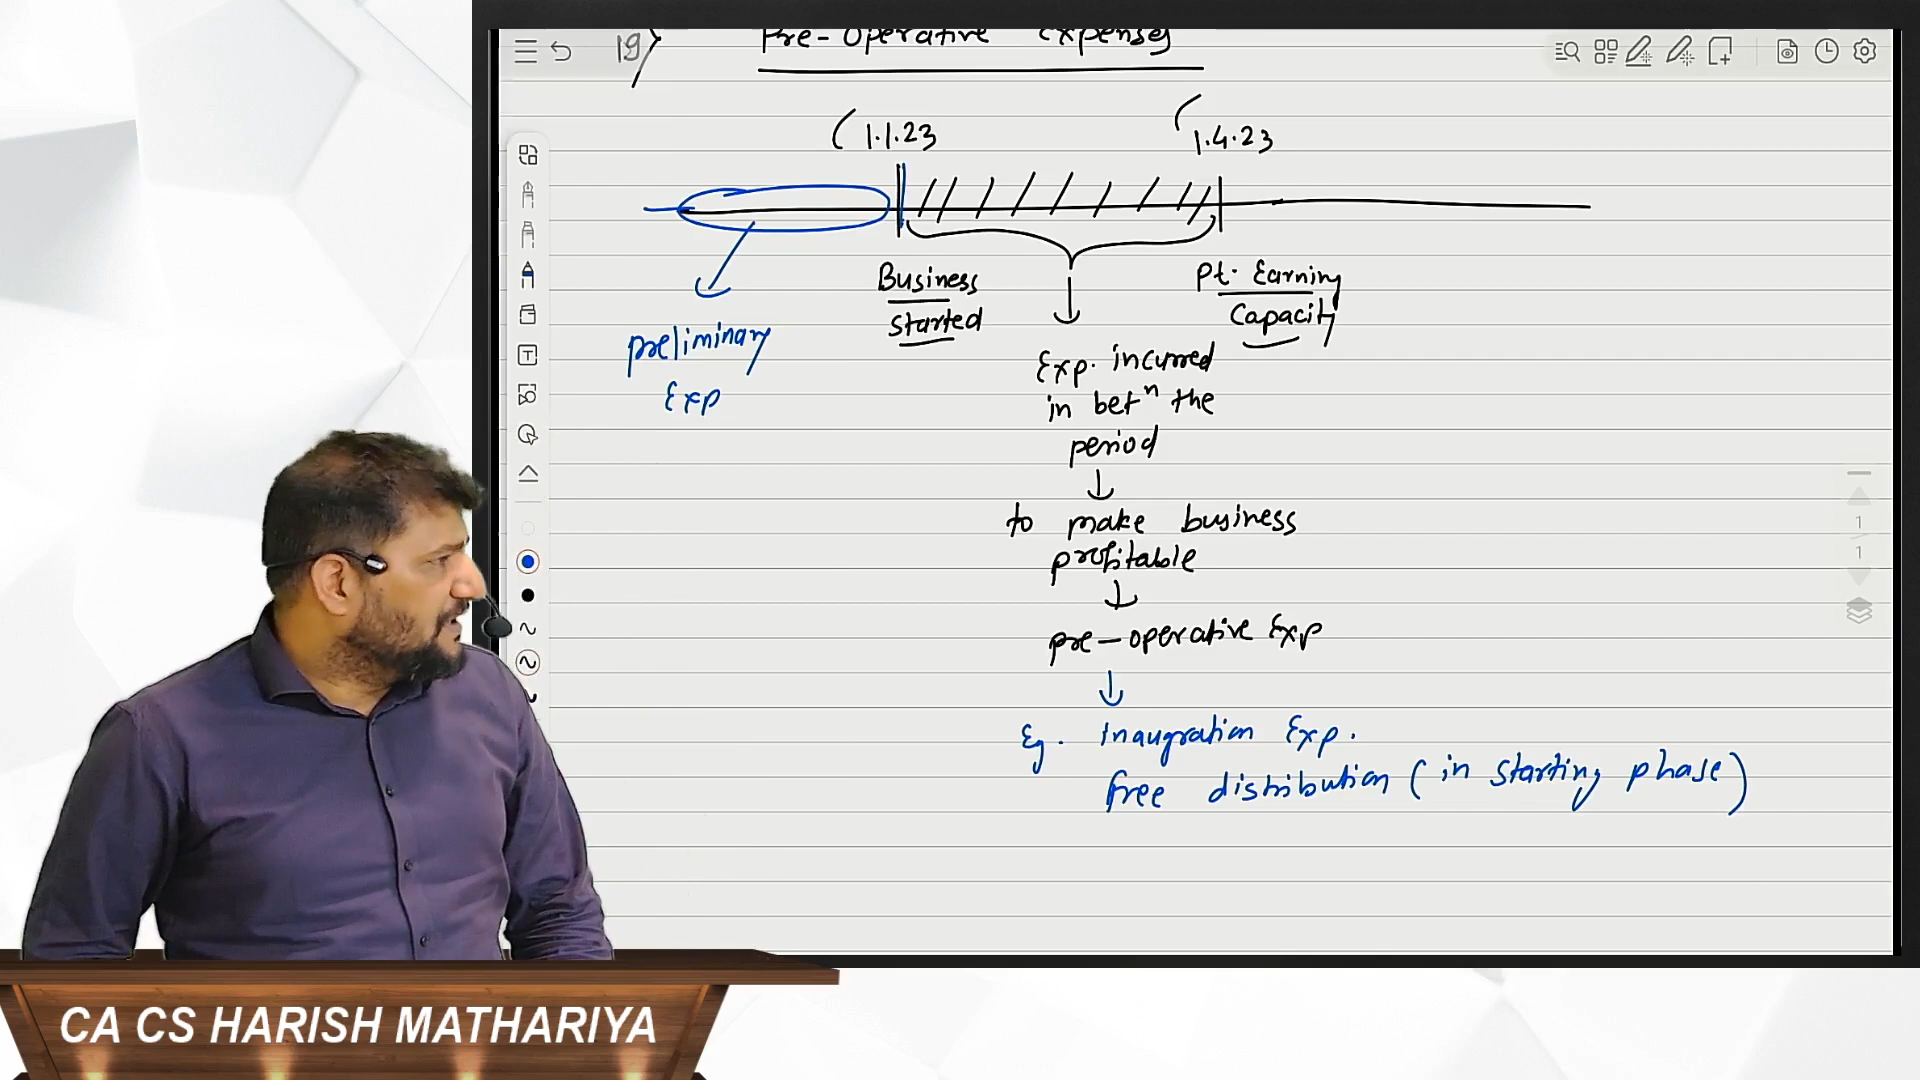 19) Pre-Operative Expenses
(1.1.23
(1.4.23
Business
started
Pt. Earning
Capacity
preliminary
Exp
Exp. incurred
in betn the
period
to make business
profitable
pre-operative Exp
Eg. inaugration Exp.
free distribution (in starting phase)
T
1
1
CA CS HARISH MATHARIYA